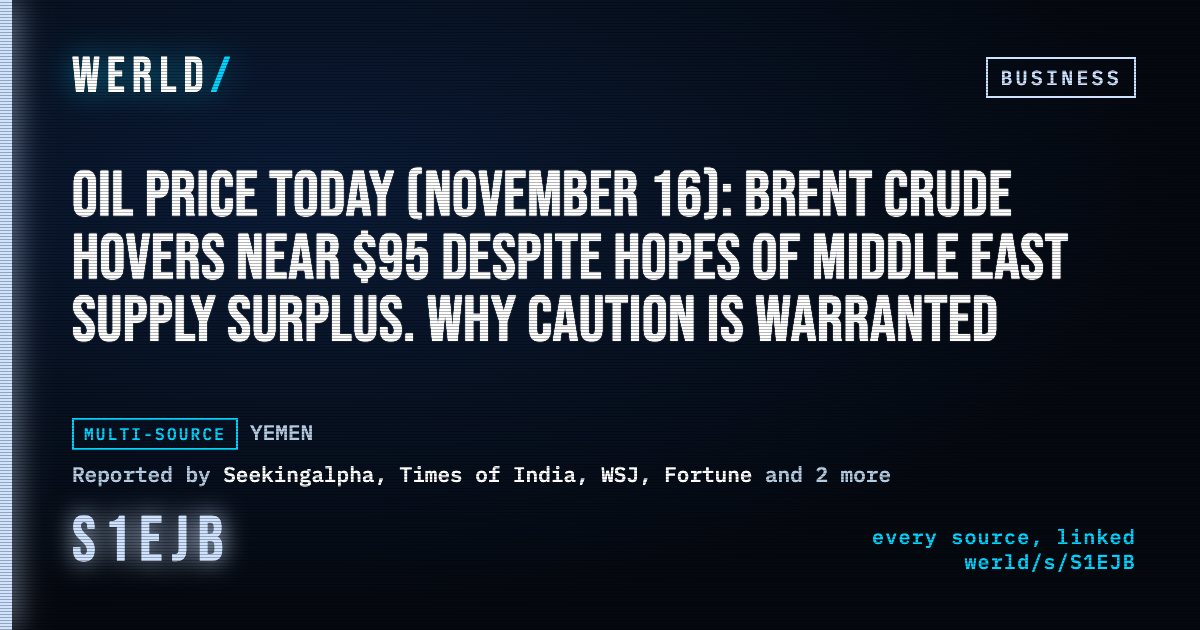 WERLD/
BUSINESS
OIL PRICE TODAY (NOVEMBER 16): BRENT CRUDE
HOVERS NEAR $95 DESPITE HOPES OF MIDDLE EAST
SUPPLY SURPLUS. WHY CAUTION IS WARRANTED
MULTI-SOURCE YEMEN
Reported by Seekingalpha, Times of India, WSJ, Fortune and 2 more
S1EJB
every source, linked
werld/s/S1EJB